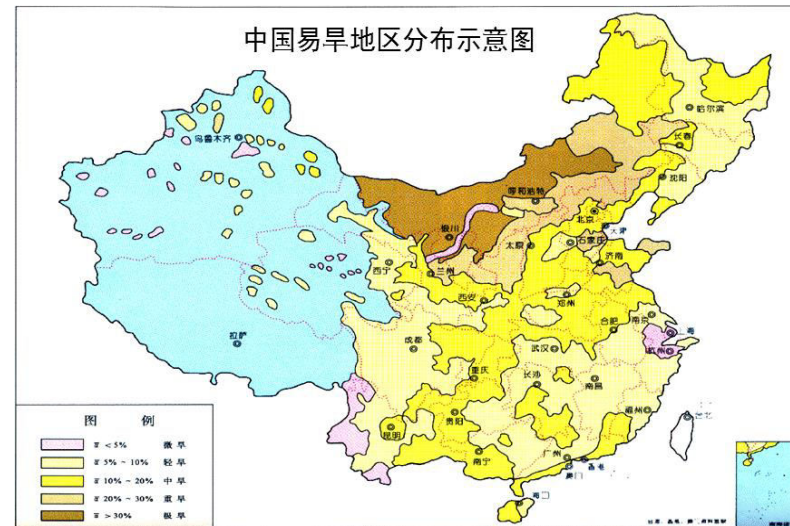 中国易旱地区分布示意图
哈尔滨
乌鲁木齐
长春
沈阳
呼和浩特
北京
天津
银川
太原
石家庄
济南
西宁
兰州
西安
郑州
合肥
南京
上海
杭州
拉萨
成都
重庆
武汉
长沙
南昌
贵阳
福州
昆明
台北
南宁
广州
香港
澳门
海口
图 例
< 5% 微旱
5% ~ 10% 轻旱
10% ~ 20% 中旱
20% ~ 30% 重旱
> 30% 极旱